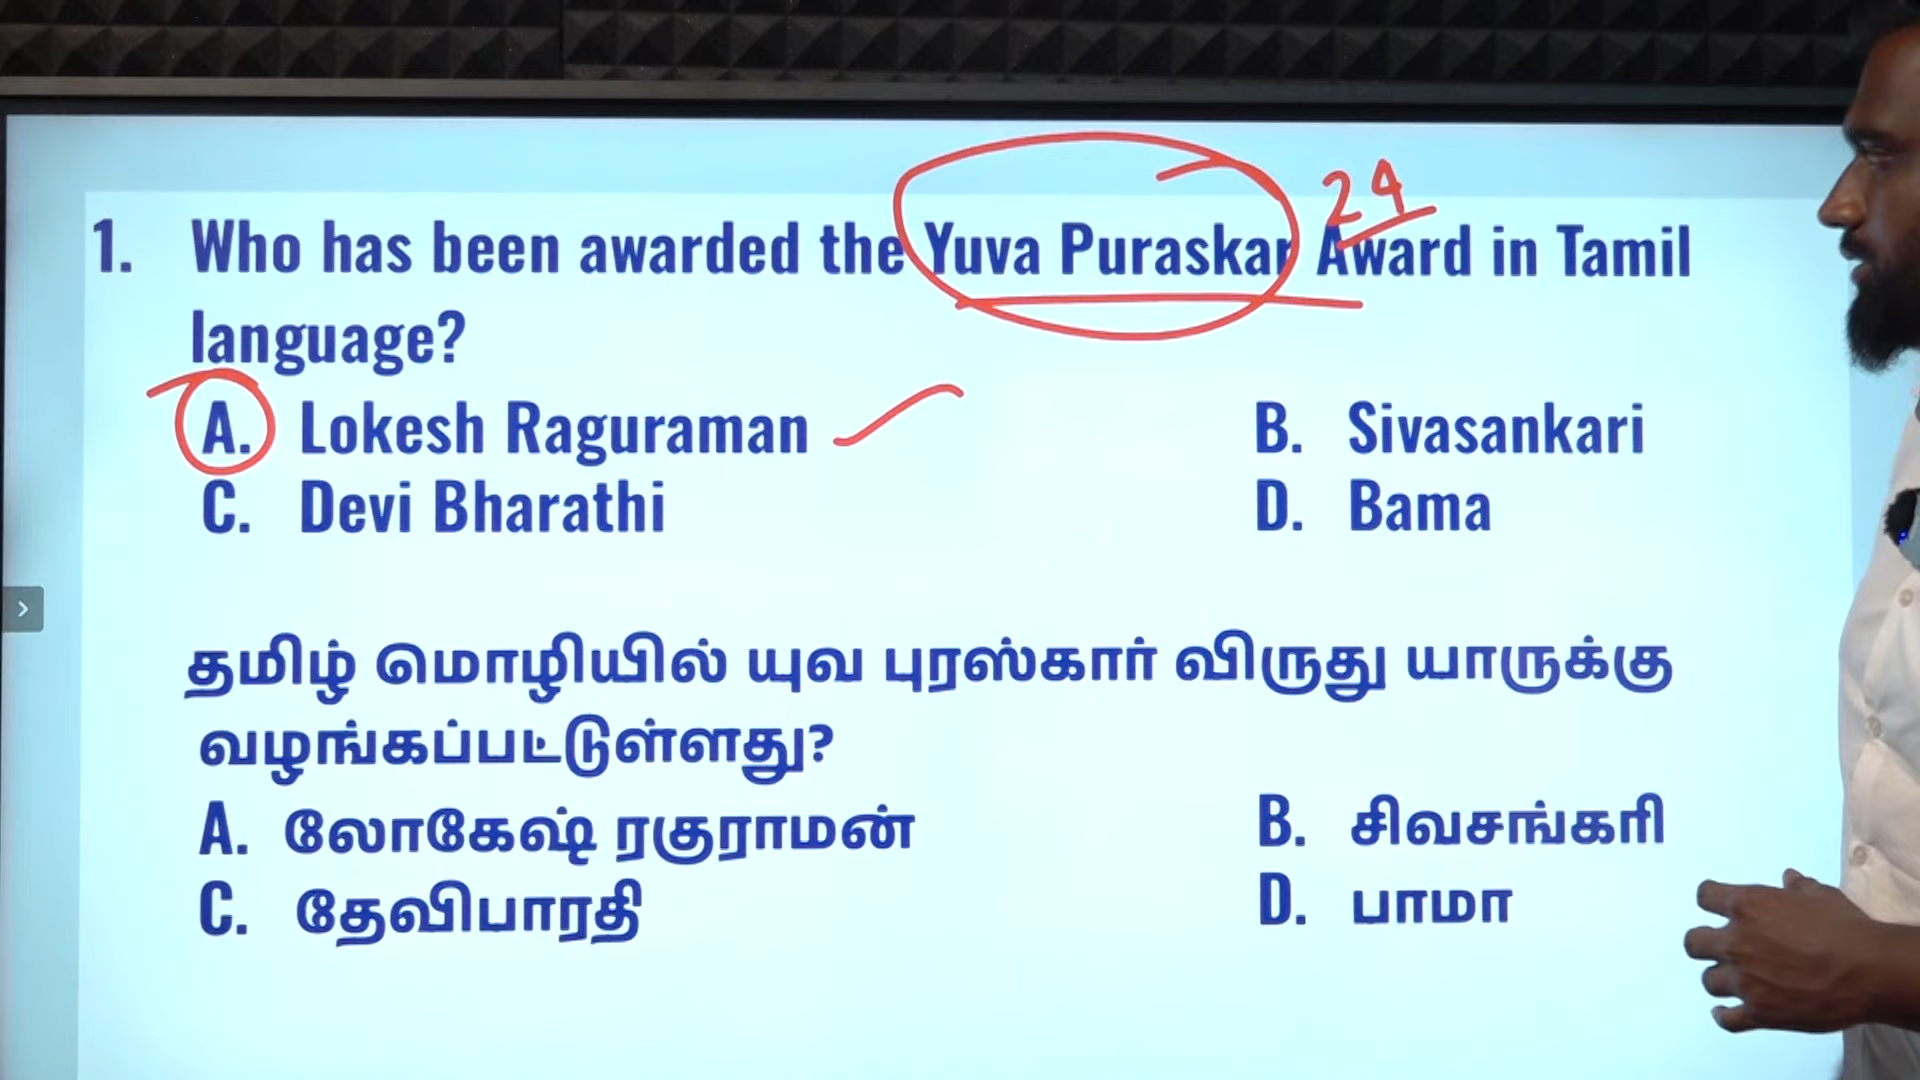 24
1. Who has been awarded the Yuva Puraskar Award in Tamil
language?
A. Lokesh Raguraman B. Sivasankari
C. Devi Bharathi D. Bama
தமிழ் மொழியில் யுவ புரஸ்கார் விருது யாருக்கு
வழங்கப்பட்டுள்ளது?
A. லோகேஷ் ரகுராமன் B. சிவசங்கரி
C. தேவிபாரதி D. பாமா